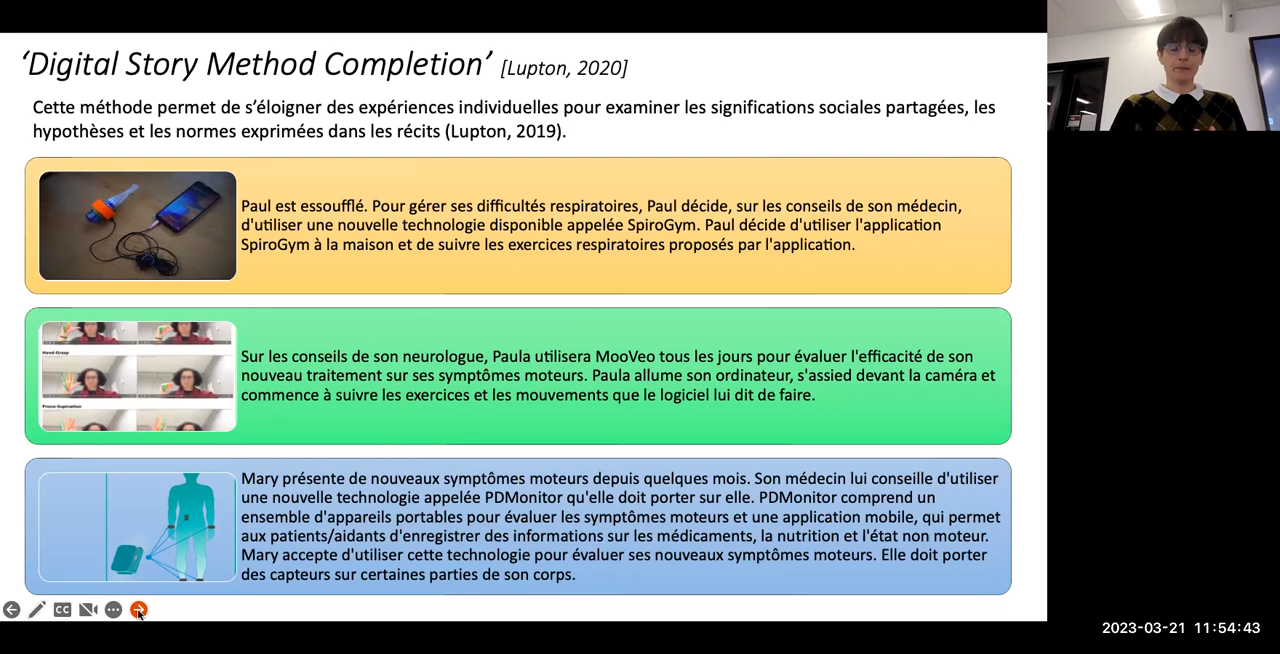 ‘Digital Story Method Completion’ [Lupton, 2020]
Cette méthode permet de s’éloigner des expériences individuelles pour examiner les significations sociales partagées, les
hypothèses et les normes exprimées dans les récits (Lupton, 2019).
Paul est essoufflé. Pour gérer ses difficultés respiratoires, Paul décide, sur les conseils de son médecin,
d'utiliser une nouvelle technologie disponible appelée SpiroGym. Paul décide d'utiliser l'application
SpiroGym à la maison et de suivre les exercices respiratoires proposés par l'application.
Hand-Grasp
Prono-Supination
Sur les conseils de son neurologue, Paula utilisera MooVeo tous les jours pour évaluer l'efficacité de son
nouveau traitement sur ses symptômes moteurs. Paula allume son ordinateur, s'assied devant la caméra et
commence à suivre les exercices et les mouvements que le logiciel lui dit de faire.
Mary présente de nouveaux symptômes moteurs depuis quelques mois. Son médecin lui conseille d'utiliser
une nouvelle technologie appelée PDMonitor qu'elle doit porter sur elle. PDMonitor comprend un
ensemble d'appareils portables pour évaluer les symptômes moteurs et une application mobile, qui permet
aux patients/aidants d'enregistrer des informations sur les médicaments, la nutrition et l'état non moteur.
Mary accepte d'utiliser cette technologie pour évaluer ses nouveaux symptômes moteurs. Elle doit porter
des capteurs sur certaines parties de son corps.
CC
2023-03-21 11:54:43